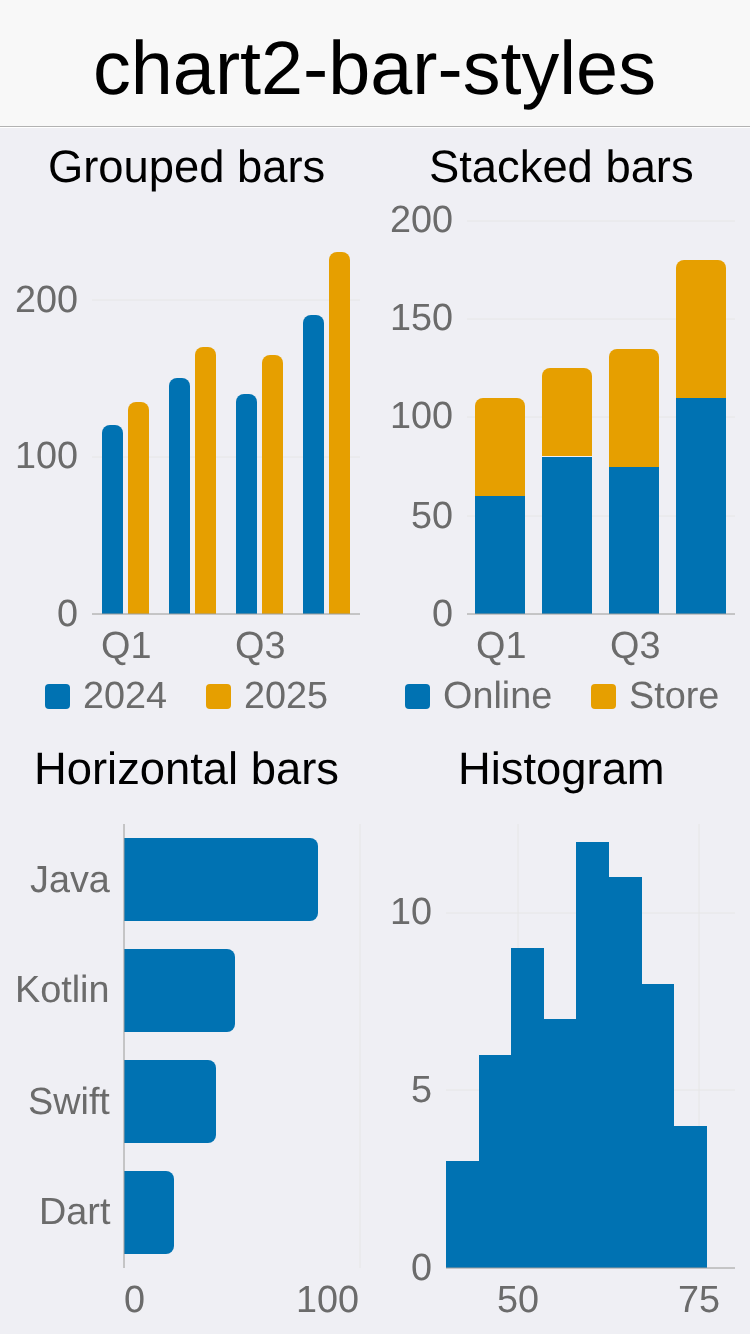 chart2-bar-styles
Grouped bars
200
100
0
Q1 Q3
2024 2025
Stacked bars
200
150
100
50
0
Q1 Q3
Online Store
Horizontal bars
Java
Kotlin
Swift
Dart
0 100
Histogram
10
5
0
50 75